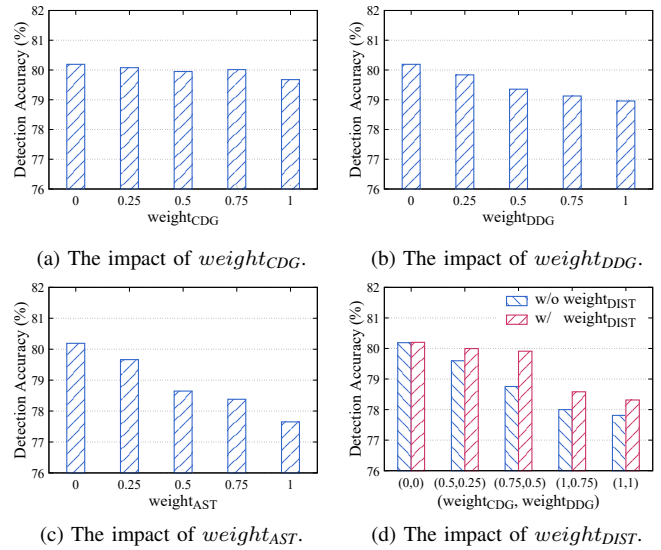 82
81
80
79
78
77
76
Detection Accuracy (%)
0 0.25 0.5 0.75 1
weightCDG
(a) The impact of weightCDG.
82
81
80
79
78
77
76
Detection Accuracy (%)
0 0.25 0.5 0.75 1
weightDDG
(b) The impact of weightDDG.
82
80
78
77
76
Detection Accuracy (%)
0 0.25 0.5 0.75 1
weightAST
(c) The impact of weightAST.
82
80
78
77
76
Detection Accuracy (%)
w/o weightDIST
w/ weightDIST
(0,0) (0.5,0.25) (0.75,0.5) (1,0.75) (1,1)
(weightCDG, weightDDG)
(d) The impact of weightDIST.